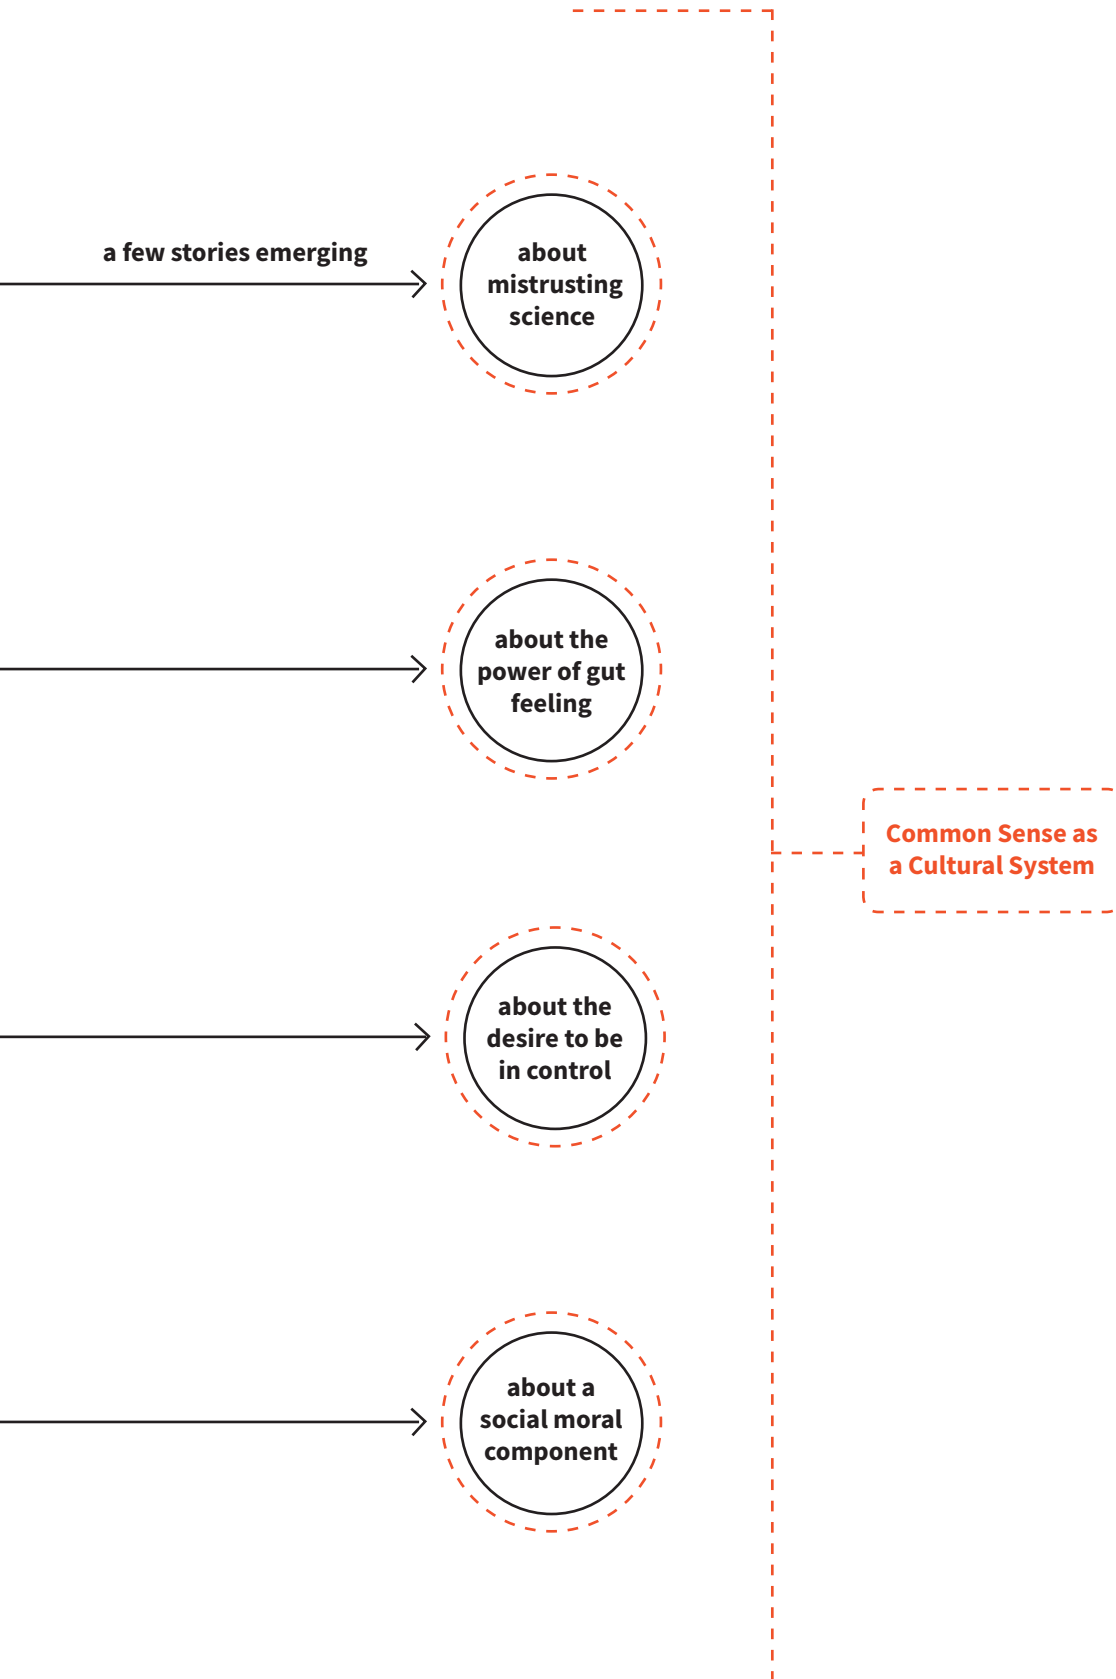 a few stories emerging
about
mistrusting
science
about the
power of gut
feeling
Common Sense as
a Cultural System
about the
desire to be
in control
about a
social moral
component